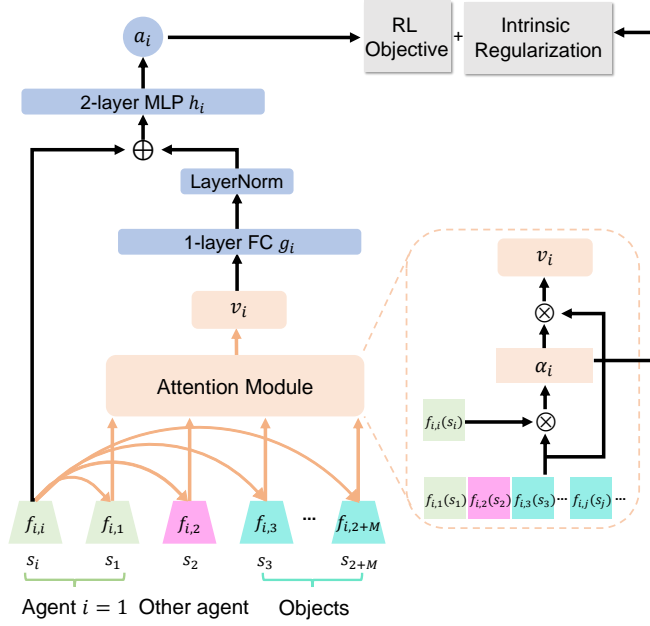 a_i
RL
Objective
+
Intrinsic
Regularization
2-layer MLP h_i
⊕
LayerNorm
1-layer FC g_i
v_i
Attention Module
f_{i,i}
f_{i,1}
f_{i,2}
f_{i,3}
···
f_{i,2+M}
s_i
s_1
s_2
s_3
s_{2+M}
Agent i = 1
Other agent
Objects
v_i
⊗
α_i
f_{i,i}(s_i)
⊗
f_{i,1}(s_1)
f_{i,2}(s_2)
f_{i,3}(s_3)
···
f_{i,j}(s_j)
···